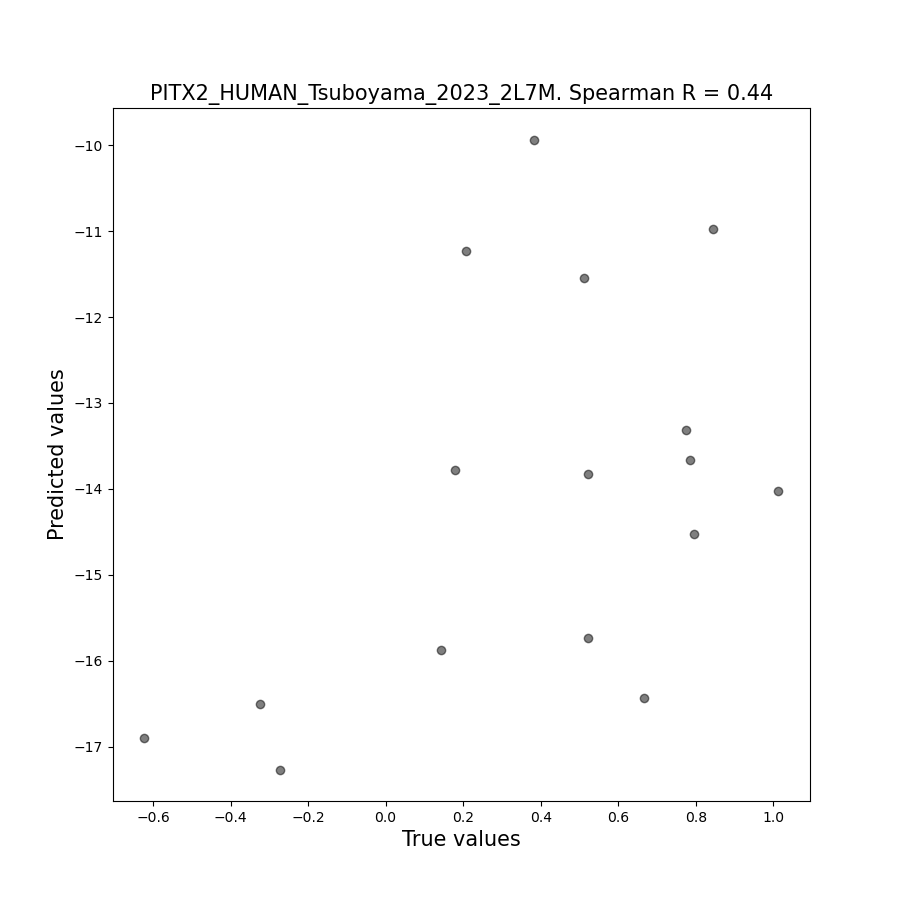 PITX2_HUMAN_Tsuboyama_2023_2L7M. Spearman R = 0.44
Predicted values
−10
−11
−12
−13
−14
−15
−16
−17
−0.6 −0.4 −0.2 0.0 0.2 0.4 0.6 0.8 1.0
True values